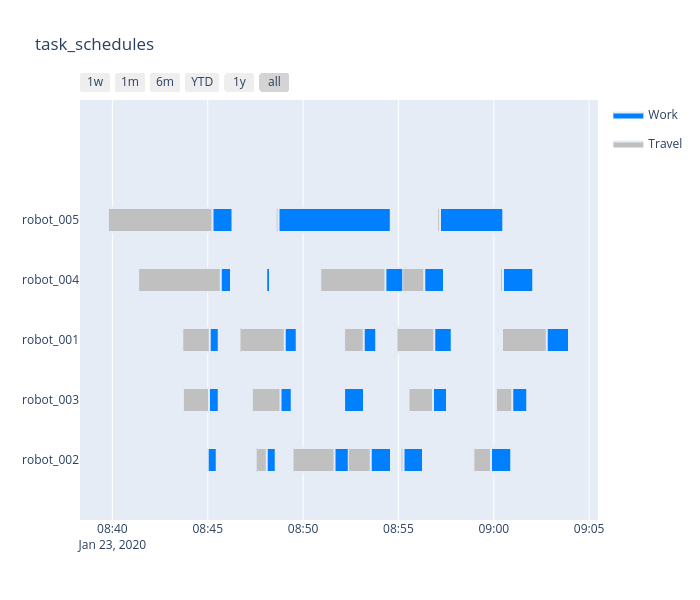 task_schedules
1w 1m 6m YTD 1y all
Work
Travel
robot_005
robot_004
robot_001
robot_003
robot_002
08:40 08:45 08:50 08:55 09:00 09:05
Jan 23, 2020